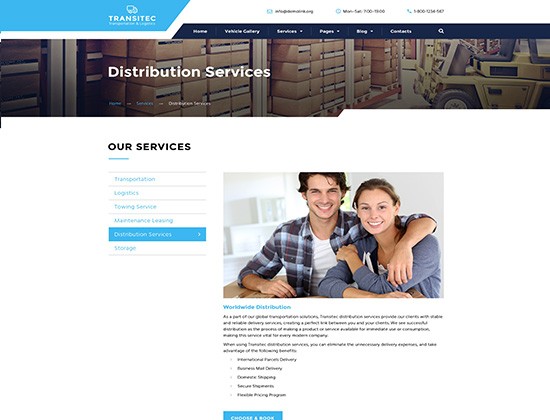 TRANSITEC
Transportation & Logistics
info@domolink.org
Mon-Sat: 7:00-19:00
1-800-1234-567
Home
Vehicle Gallery
Services
Pages
Blog
Contacts
Distribution Services
Home
Services
Distribution Services
OUR SERVICES
Transportation
Logistics
Towing Service
Maintenance Leasing
Distribution Services
Storage
Worldwide Distribution
As a part of our global transportation solutions, Transitec distribution services provide our clients with stable
and reliable delivery services, creating a perfect link between you and your clients. We see successful
distribution as the process of making a product or service available for immediate use or consumption,
making this service vital for every modern company.
When using Transitec distribution services, you can eliminate the unnecessary delivery expenses, and take
advantage of the following benefits:
International Parcels Delivery
Business Mail Delivery
Domestic Shipping
Secure Shipments
Flexible Pricing Program
CHOOSE & BOOK